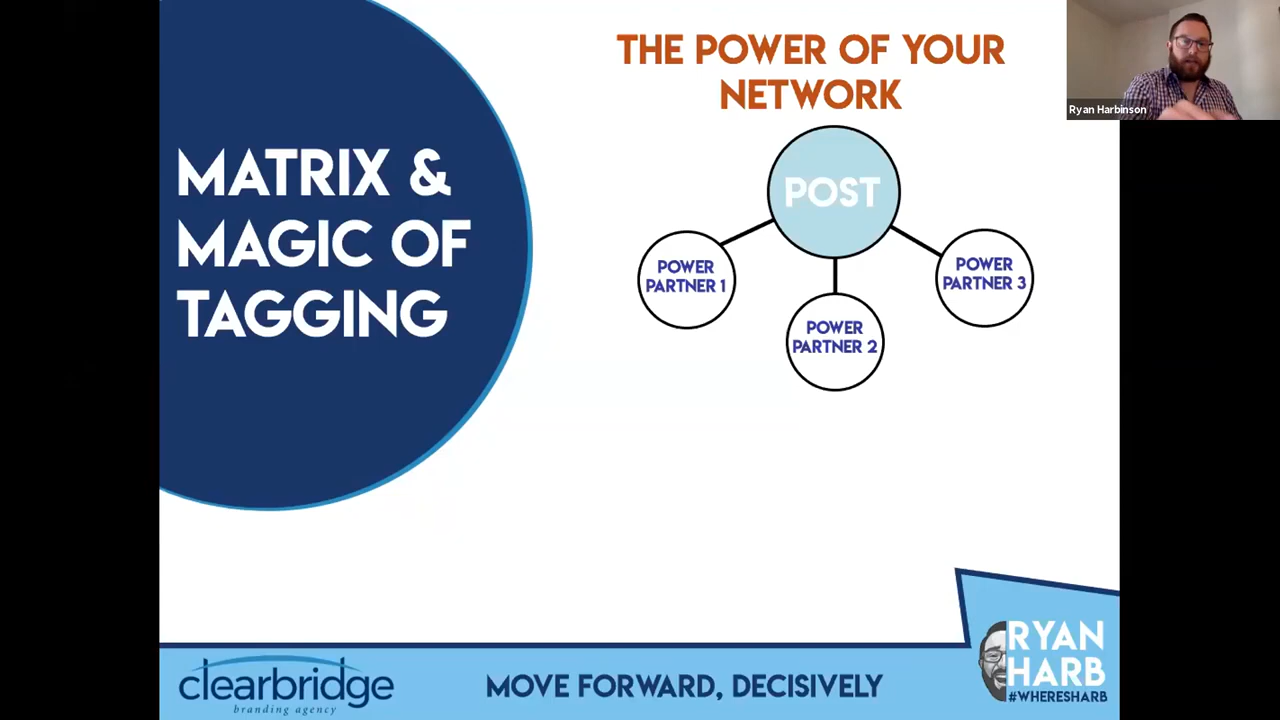 MATRIX &
MAGIC OF
TAGGING
THE POWER OF YOUR
NETWORK
POST
POWER
PARTNER 1
POWER
PARTNER 2
POWER
PARTNER 3
Ryan Harbinson
clearbridge
branding agency
MOVE FORWARD, DECISIVELY
RYAN
HARB
#WHERESHARB